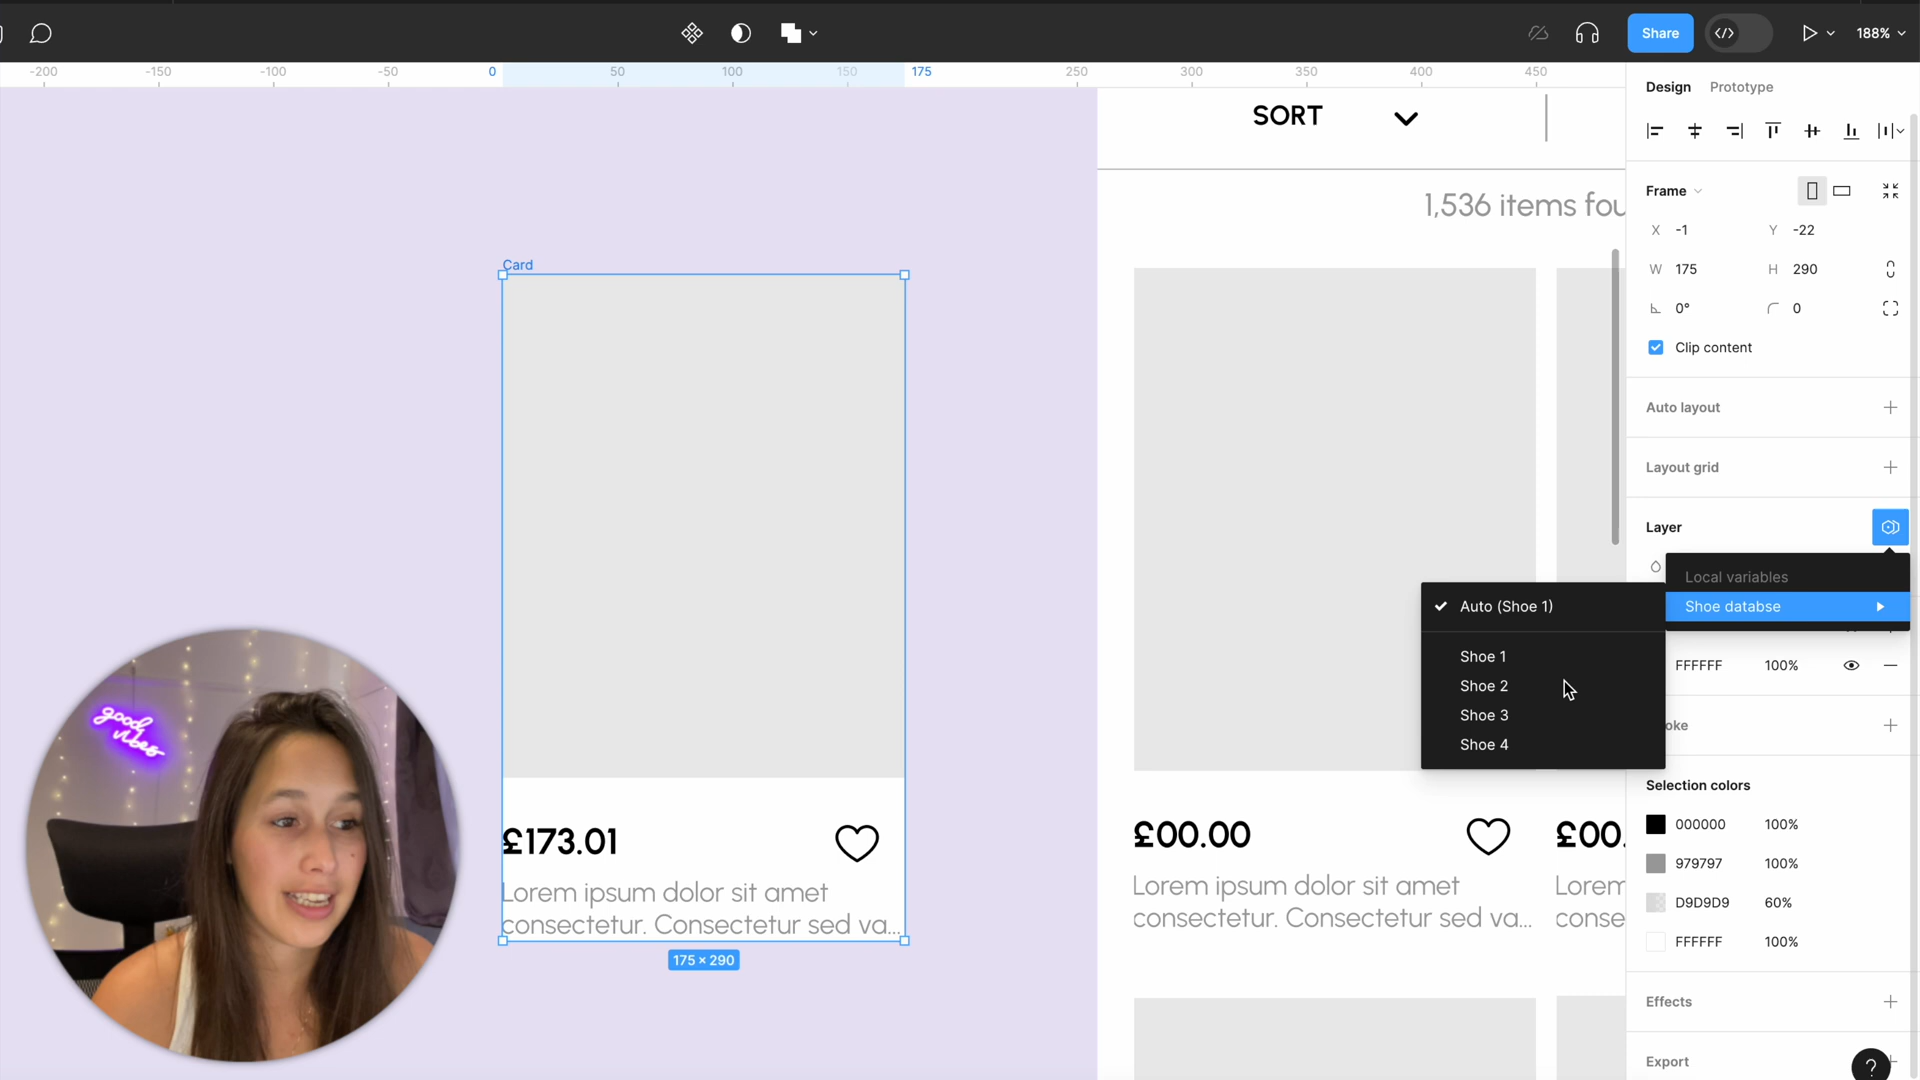 Share
188%
-200 -150 -100 -50 0 50 100 150 175 250 300 350 400 450
Design Prototype
SORT
Frame
1,536 items fou
X -1 Y -22
Card
W 175 H 290
0° 0
Clip content
Auto layout
Layout grid
Layer
Local variables
Shoe databse
Auto (Shoe 1)
Shoe 1
Shoe 2
Shoe 3
Shoe 4
FFFFFF 100%
oke
good vibes
Selection colors
000000 100%
979797 100%
D9D9D9 60%
FFFFFF 100%
£173.01
Lorem ipsum dolor sit amet
consectetur. Consectetur sed va...
175 × 290
£00.00
Lorem ipsum dolor sit amet
consectetur. Consectetur sed va...
£00.
Lorem
conse
Effects
Export
?